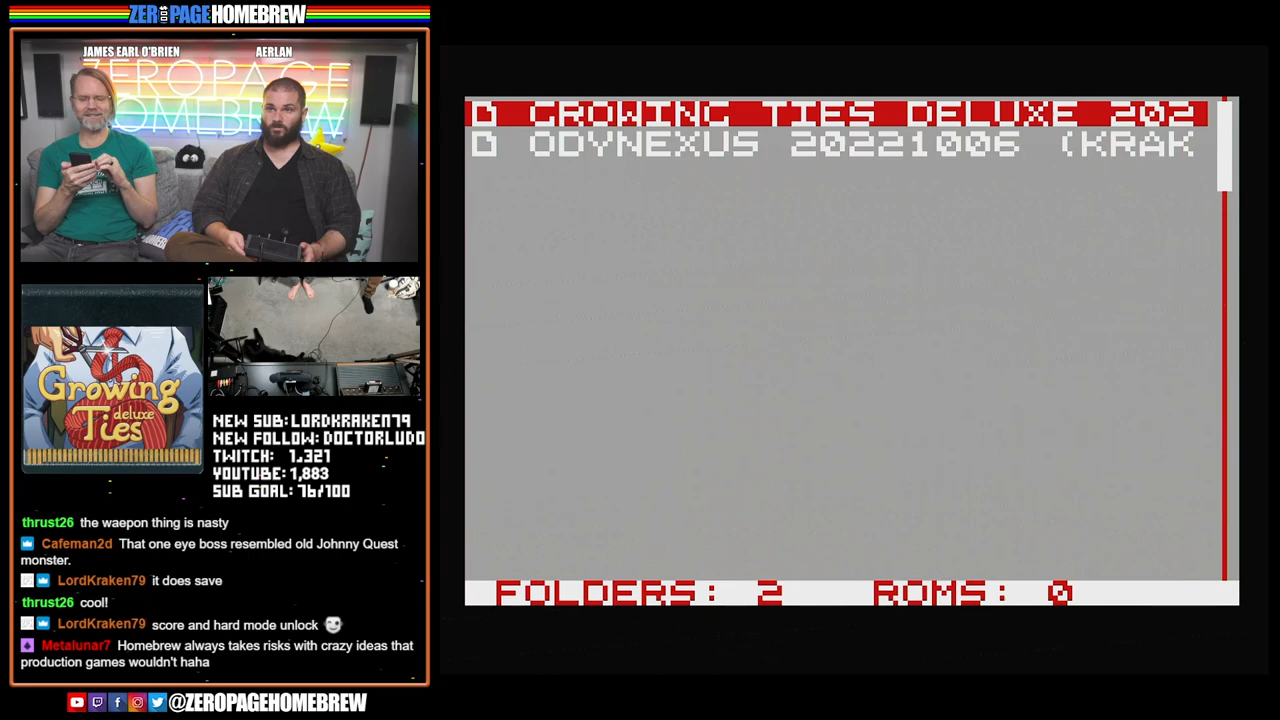 ZEROPAGEHOMEBREW
JAMES EARL O'BRIEN
AERLAN
ZEROPAGE
HOMEBREW
GROWING TIES DELUXE 202
ODYNEXUS 20221006 (KRAK
Growing
deluxe
Ties
NEW SUB:LORDKRAKEN79
NEW FOLLOW:DOCTORLUDO
TWITCH: 1,321
YOUTUBE:1,883
SUB GOAL:76/100
thrust26 the waepon thing is nasty
Cafeman2d That one eye boss resembled old Johnny Quest
monster.
LordKraken79 it does save
thrust26 cool!
LordKraken79 score and hard mode unlock
Metalunar7 Homebrew always takes risks with crazy ideas that
production games wouldn't haha
FOLDERS: 2 ROMS: 0
@ZEROPAGEHOMEBREW